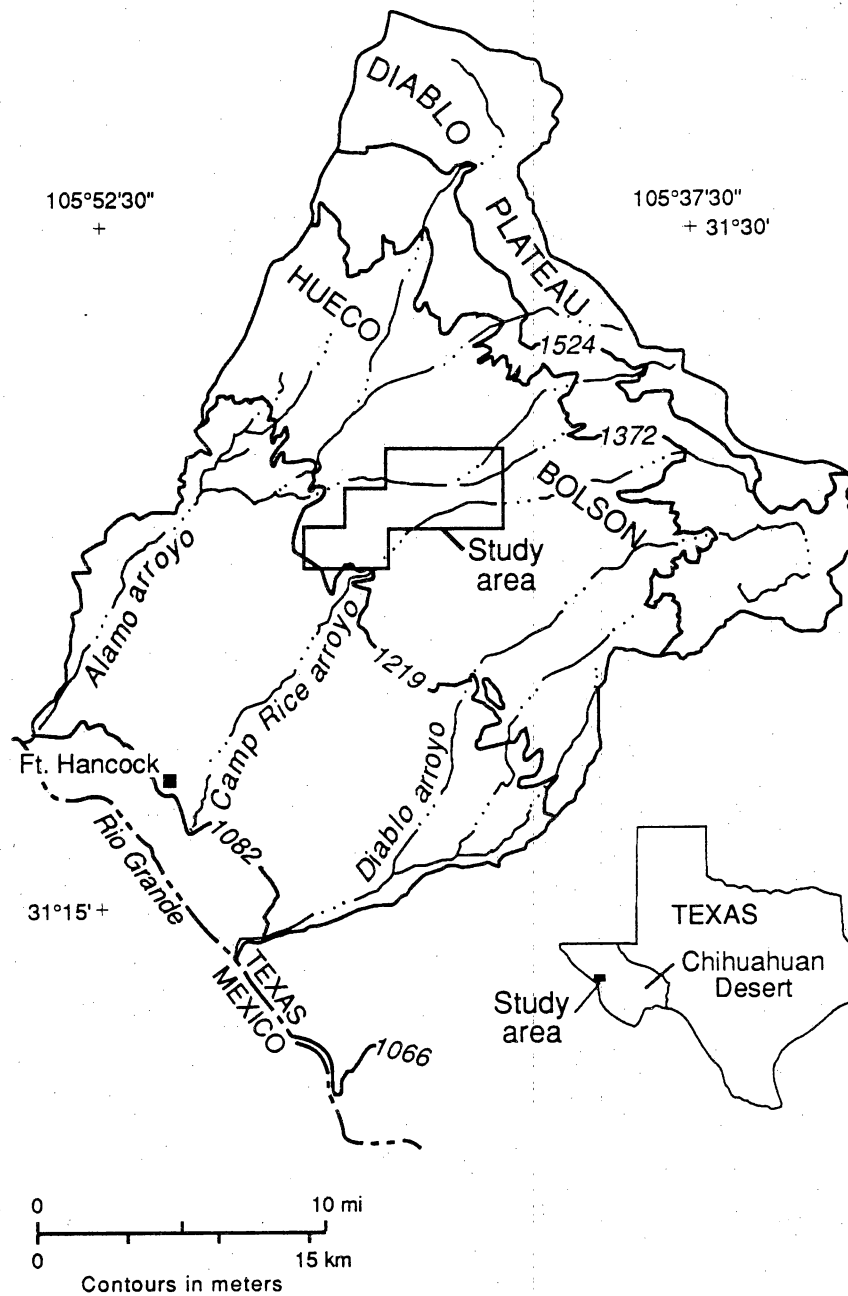 DIABLO
PLATEAU
105°52'30"
105°37'30"
31°30'
HUECO
1524
1372
BOLSON
Study
area
Alamo arroyo
Camp Rice arroyo
1219
Diablo arroyo
Ft. Hancock
1082
Rio Grande
31°15'
TEXAS
MEXICO
1066
TEXAS
Chihuahuan
Desert
Study
area
0 10 mi
0 15 km
Contours in meters